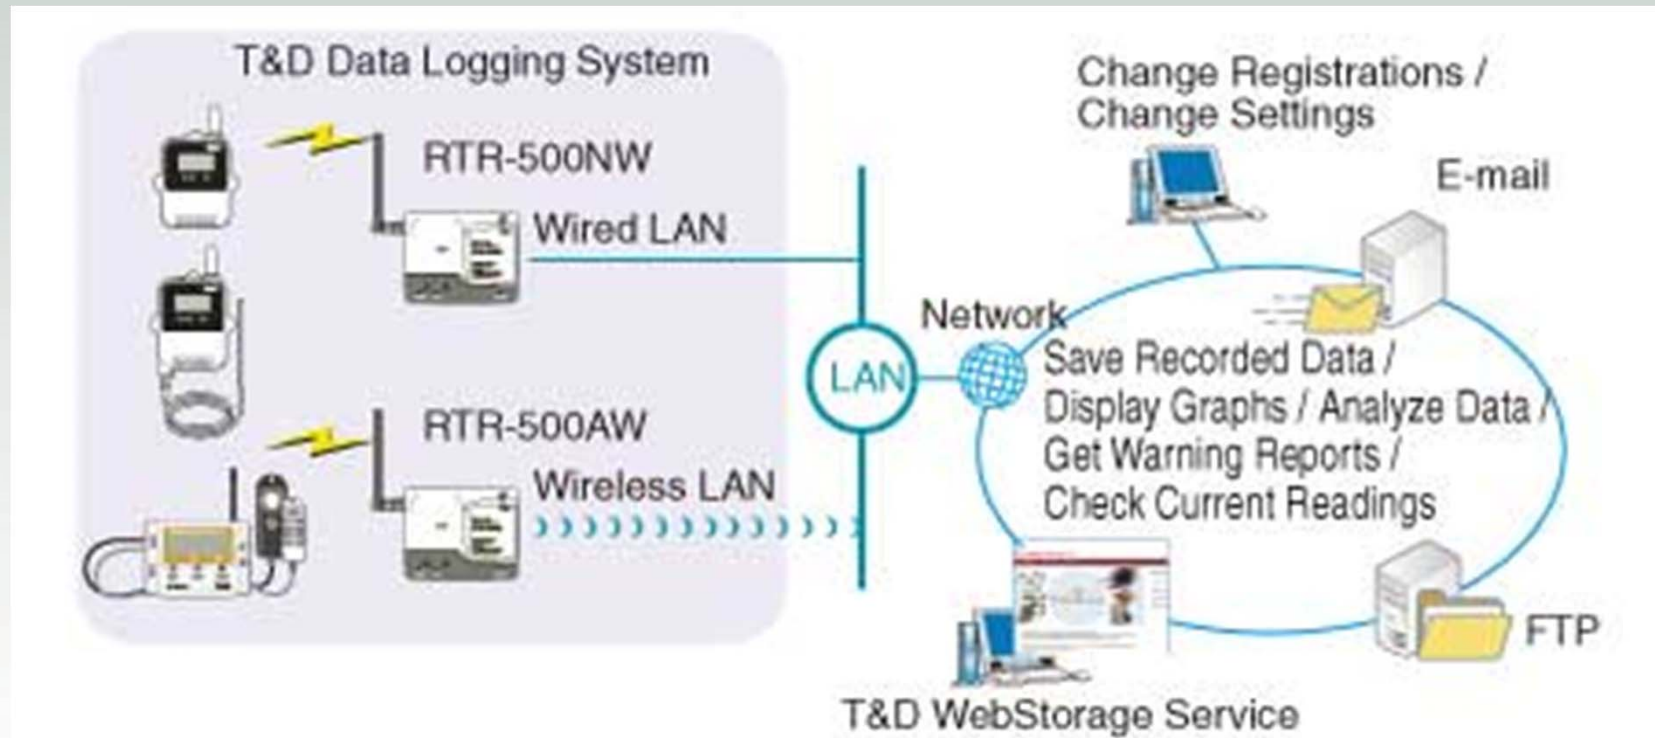 T&D Data Logging System
RTR-500NW
Wired LAN
RTR-500AW
Wireless LAN
LAN
Network
Change Registrations /
Change Settings
E-mail
Save Recorded Data /
Display Graphs / Analyze Data /
Get Warning Reports /
Check Current Readings
FTP
T&D WebStorage Service